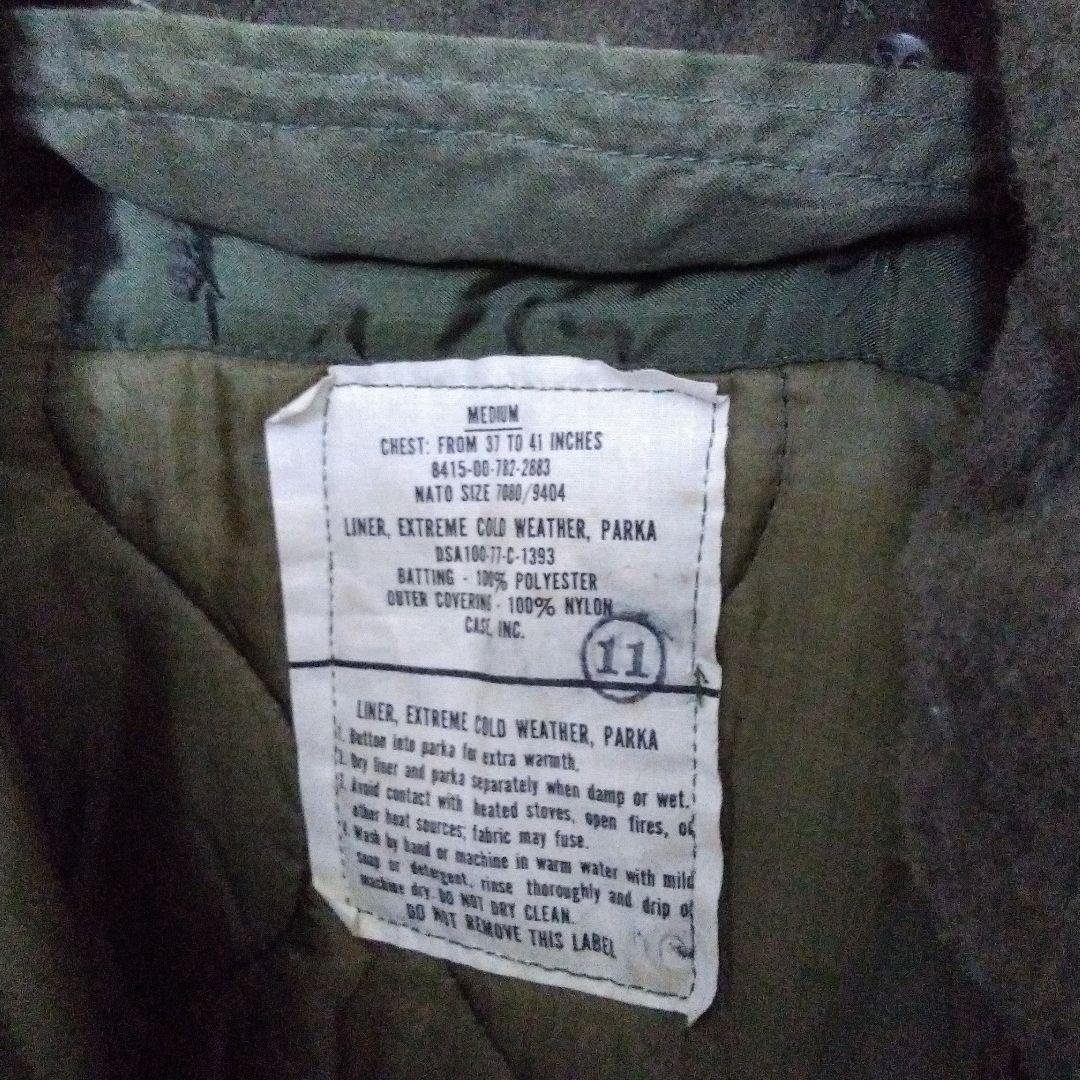 MEDIUM
CHEST: FROM 37 TO 41 INCHES
8415-00-782-2883
NATO SIZE 7080/9404
LINER, EXTREME COLD WEATHER, PARKA
DSA100-77-C-1393
BATTING - 100% POLYESTER
OUTER COVERING - 100% NYLON
CASE, INC.
11
LINER, EXTREME COLD WEATHER, PARKA
1. Button into parka for extra warmth.
2. Dry liner and parka separately when damp or wet.
3. Avoid contact with heated stoves, open fires, or
other heat sources; fabric may fuse.
4. Wash by hand or machine in warm water with mild
soap or detergent, rinse thoroughly and drip or
machine dry. DO NOT DRY CLEAN.
DO NOT REMOVE THIS LABEL